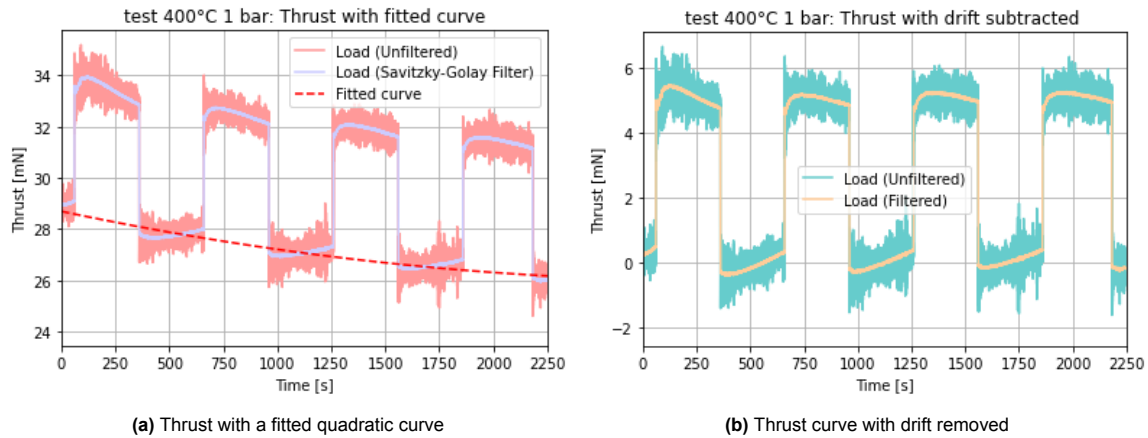 test 400°C 1 bar: Thrust with fitted curve
Load (Unfiltered)
Load (Savitzky-Golay Filter)
Fitted curve
Thrust [mN]
34
32
30
28
26
24
0
250
500
750
1000
1250
1500
1750
2000
2250
Time [s]
(a) Thrust with a fitted quadratic curve
test 400°C 1 bar: Thrust with drift subtracted
Load (Unfiltered)
Load (Filtered)
Thrust [mN]
6
4
2
0
−2
0
250
500
750
1000
1250
1500
1750
2000
2250
Time [s]
(b) Thrust curve with drift removed